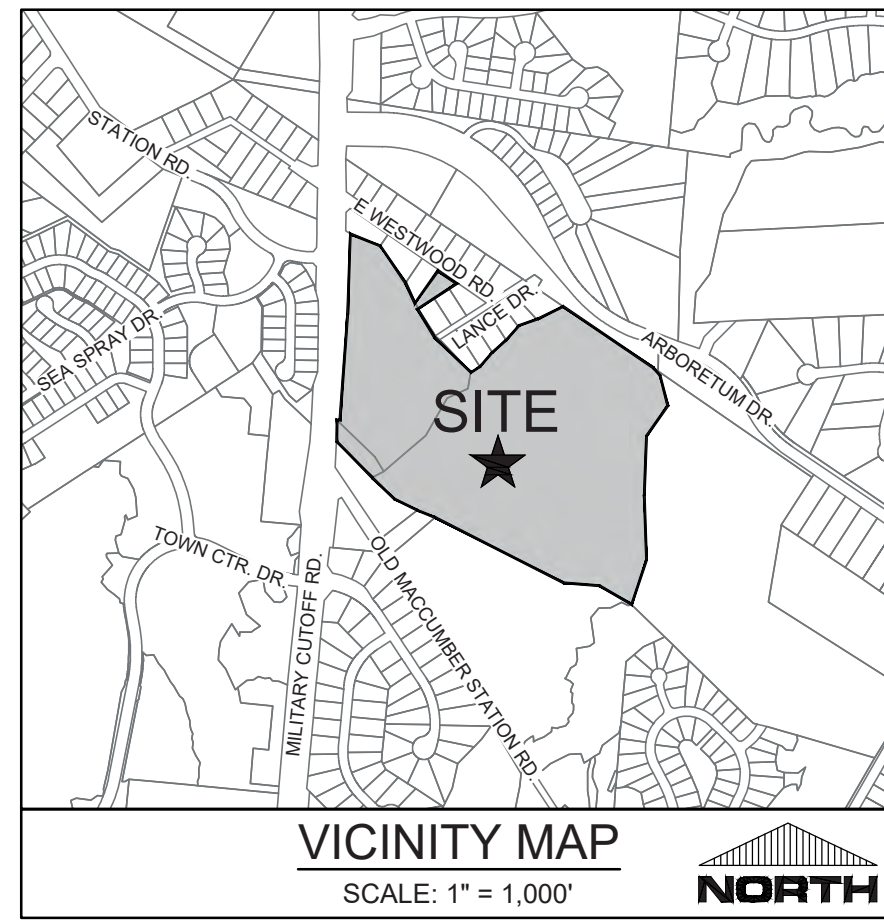 STATION RD.
E WESTWOOD RD.
LANCE DR.
SEA SPRAY DR.
ARBORETUM DR.
SITE
TOWN CTR. DR.
OLD MACCUMBER STATION RD.
MILITARY CUTOFF RD.
VICINITY MAP
SCALE: 1" = 1,000'
NORTH